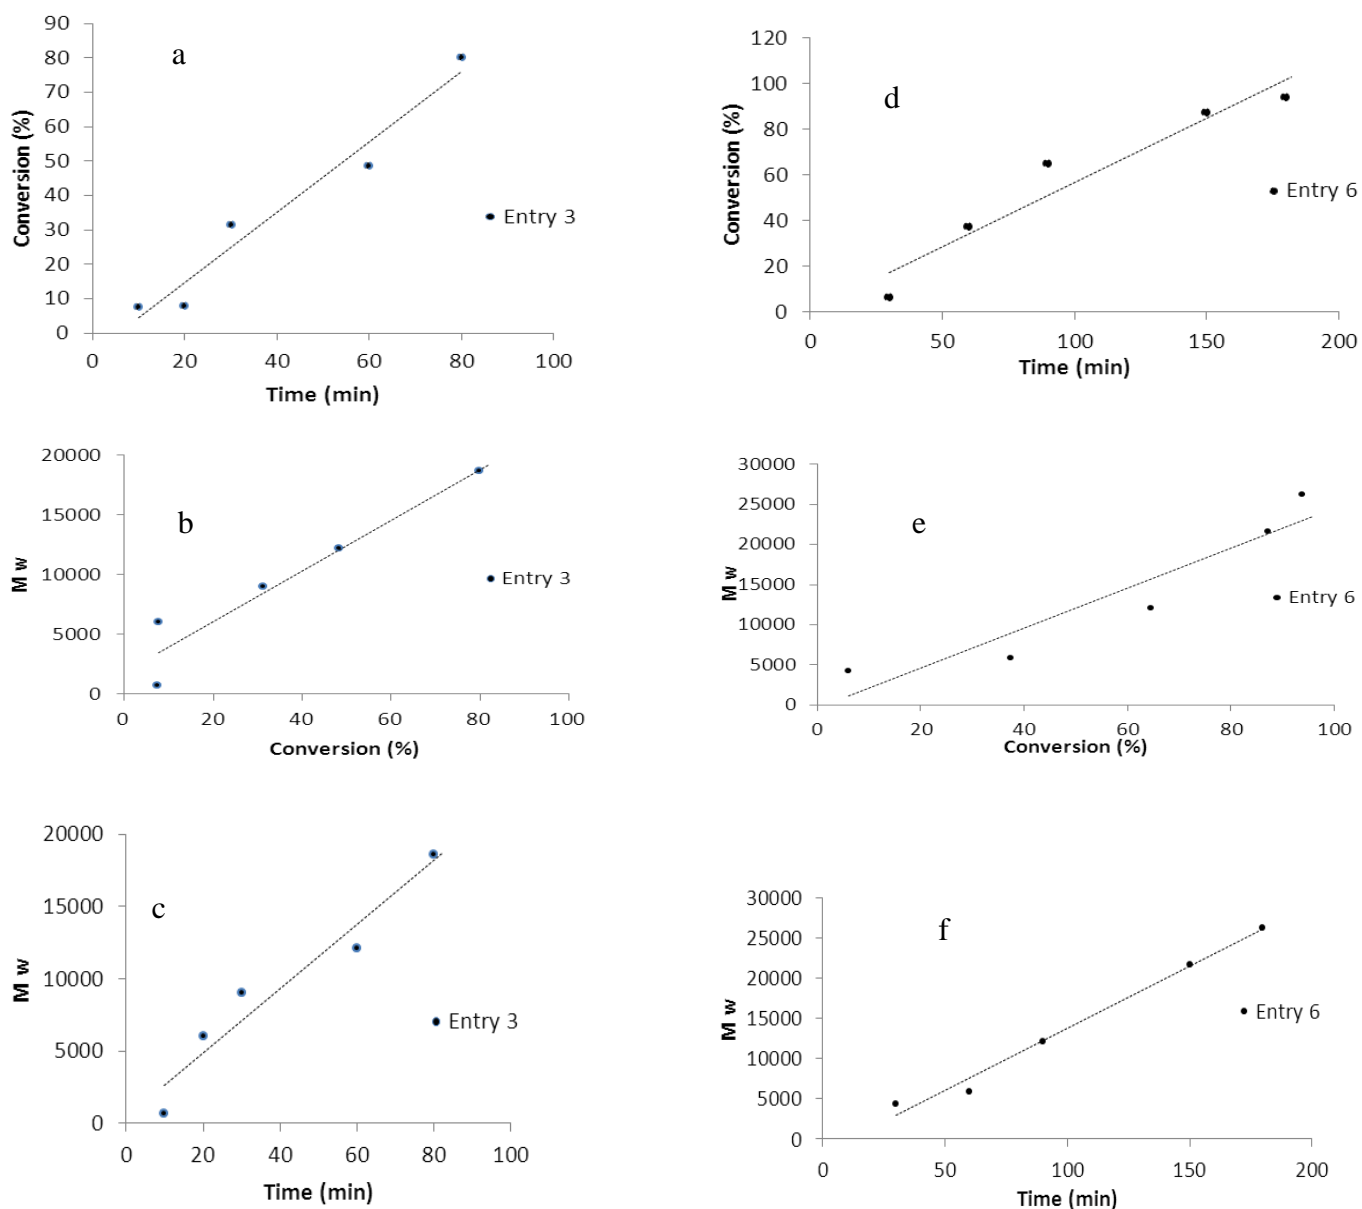 a
90
80
70
60
50
40
30
20
10
0
Conversion (%)
0 20 40 60 80 100
Time (min)
Entry 3
d
120
100
80
60
40
20
0
Conversion (%)
0 50 100 150 200
Time (min)
Entry 6
b
20000
15000
10000
5000
0
M w
0 20 40 60 80 100
Conversion (%)
Entry 3
e
30000
25000
20000
15000
10000
5000
0
M w
0 20 40 60 80 100
Conversion (%)
Entry 6
c
20000
15000
10000
5000
0
M w
0 20 40 60 80 100
Time (min)
Entry 3
f
30000
25000
20000
15000
10000
5000
0
M w
0 50 100 150 200
Time (min)
Entry 6